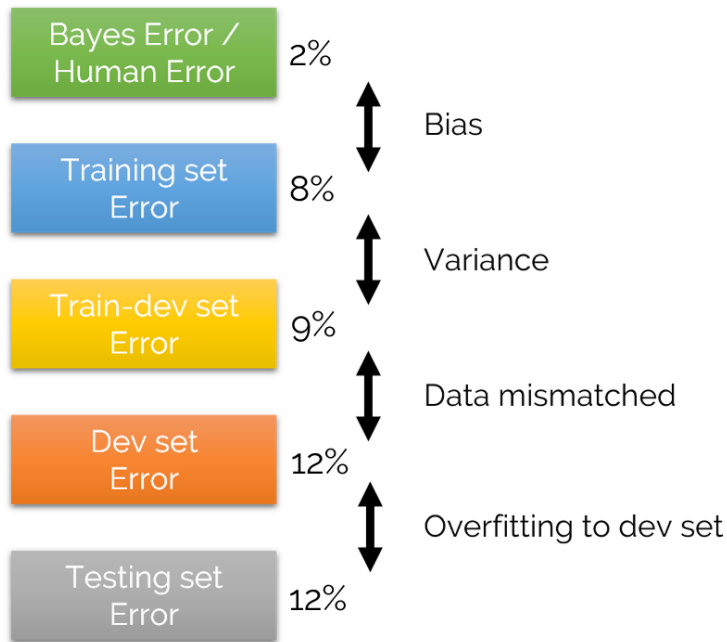 Bayes Error /
Human Error
2%
Bias
Training set
Error
8%
Variance
Train-dev set
Error
9%
Data mismatched
Dev set
Error
12%
Overfitting to dev set
Testing set
Error
12%